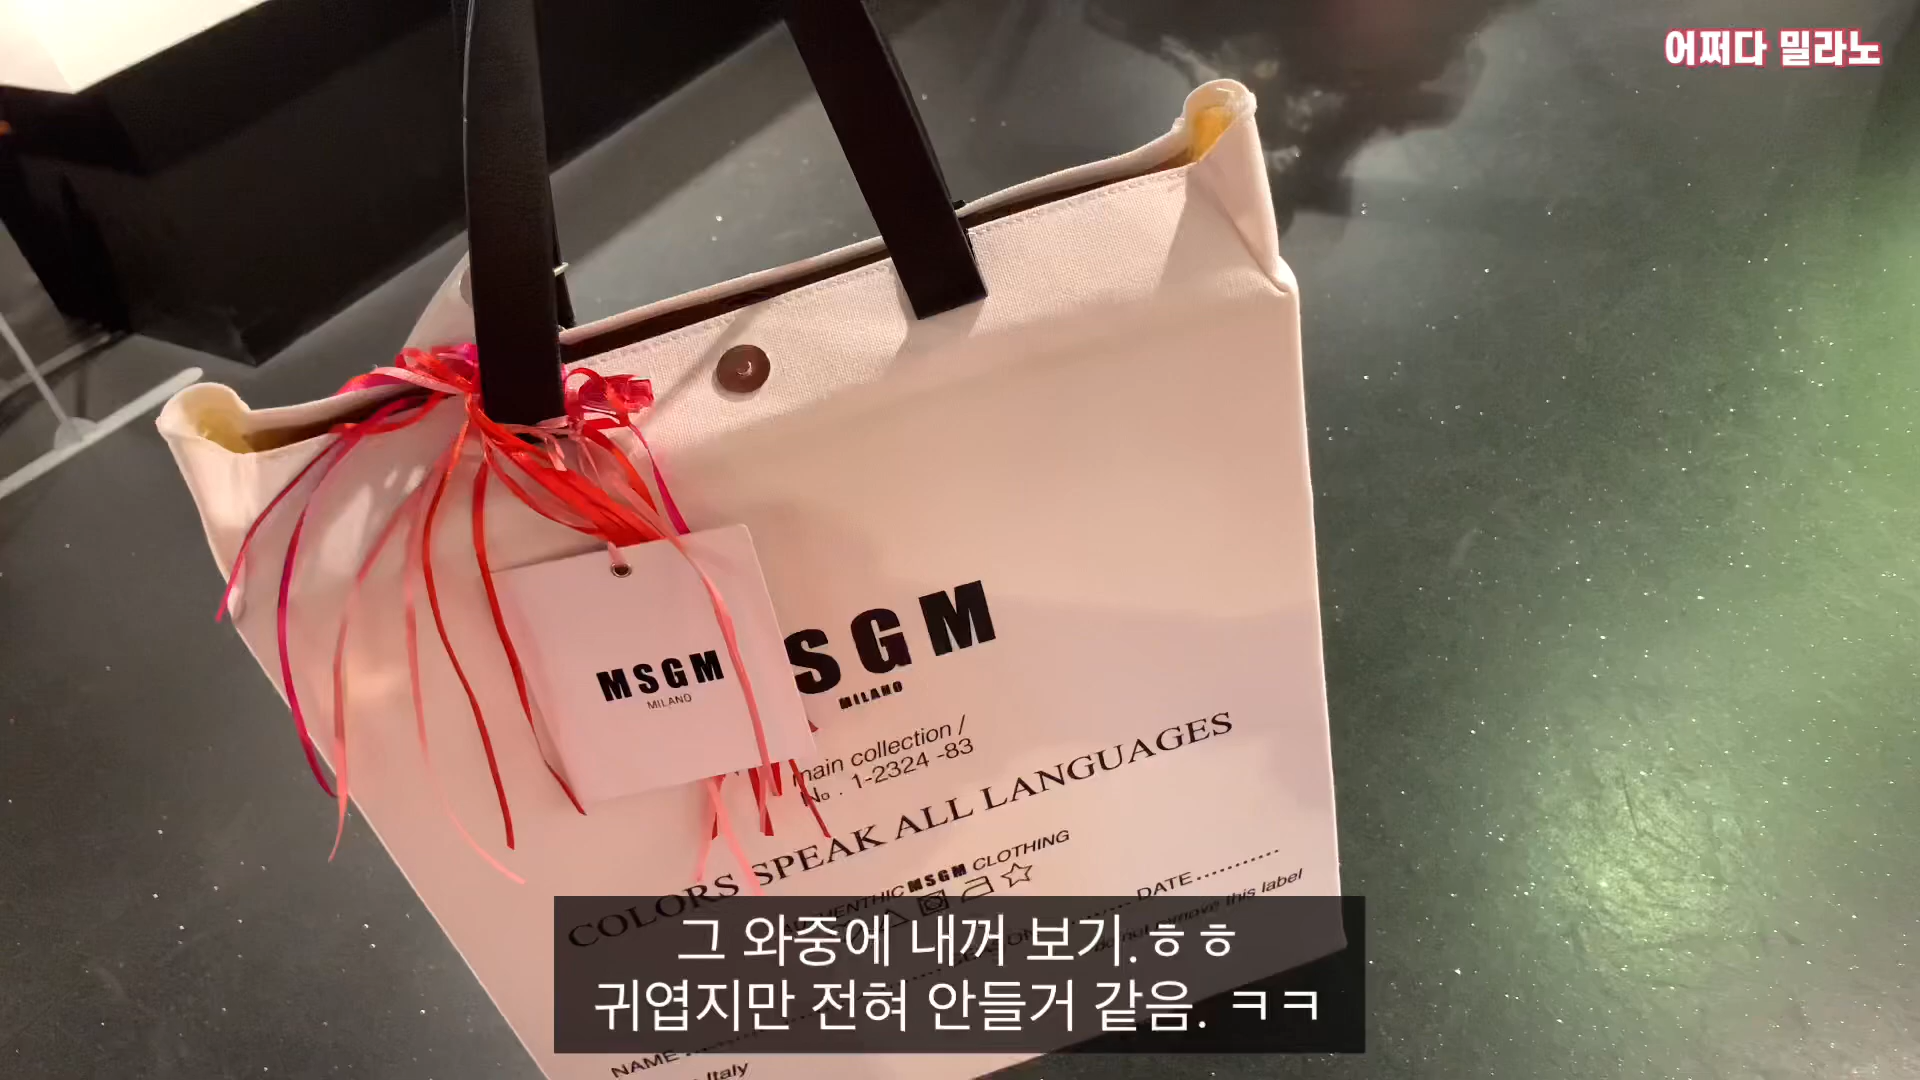 어쩌다 밀라노
MSGM
MILANO
SGM
MILANO
main collection /
No. 1-2324 -83
COLORS SPEAK ALL LANGUAGES
MSGM CLOTHING
DATE
this label
그 와중에 내꺼 보기.ㅎㅎ
귀엽지만 전혀 안들거 같음. ㅋㅋ
NAME
Italy